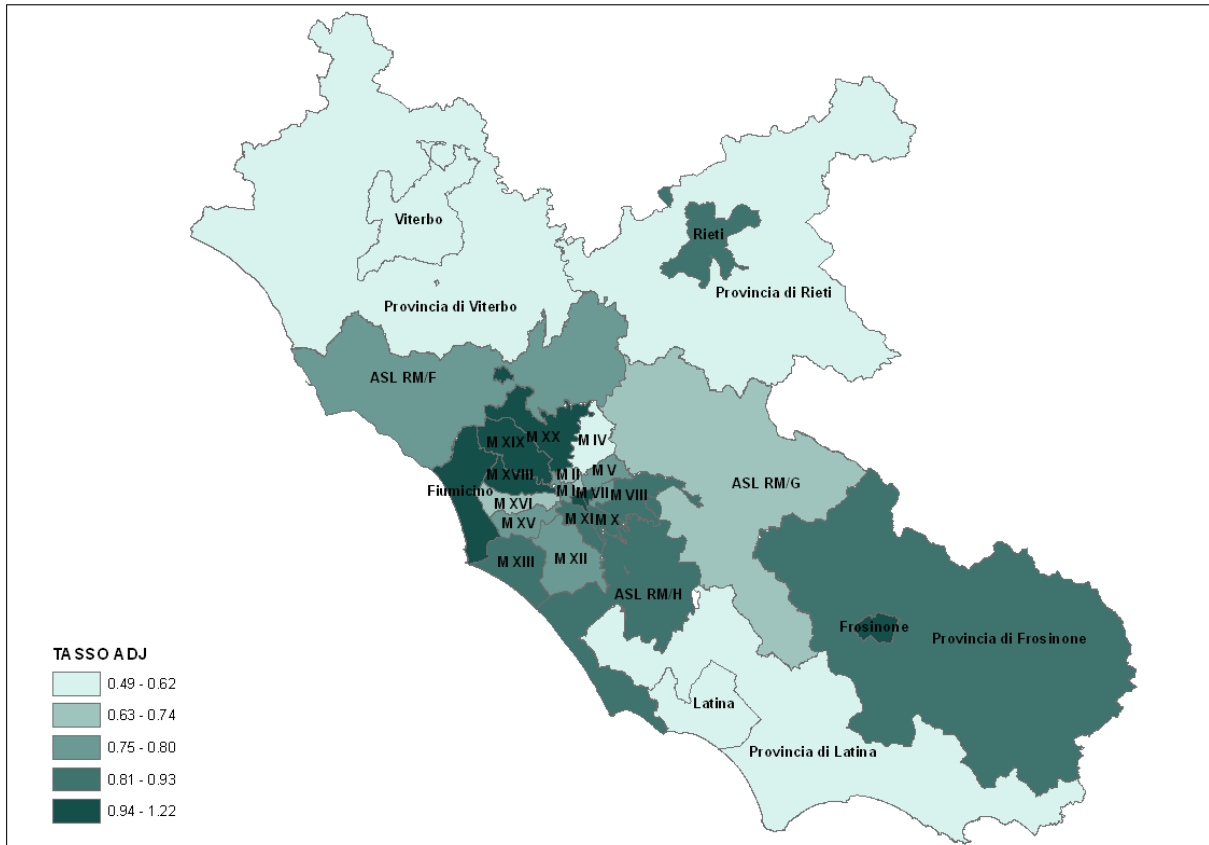 Viterbo
Rieti
Provincia di Rieti
Provincia di Viterbo
ASL RM/F
M XX
M XIX
M IV
M II
M V
M XVIII
Fiumicino
M I
M VII
M VIII
ASL RM/G
M XVI
M XV
M XI
M X
M XIII
M XII
ASL RM/H
Frosinone
Provincia di Frosinone
Latina
Provincia di Latina
TASSO ADJ
0.49 - 0.62
0.63 - 0.74
0.75 - 0.80
0.81 - 0.93
0.94 - 1.22